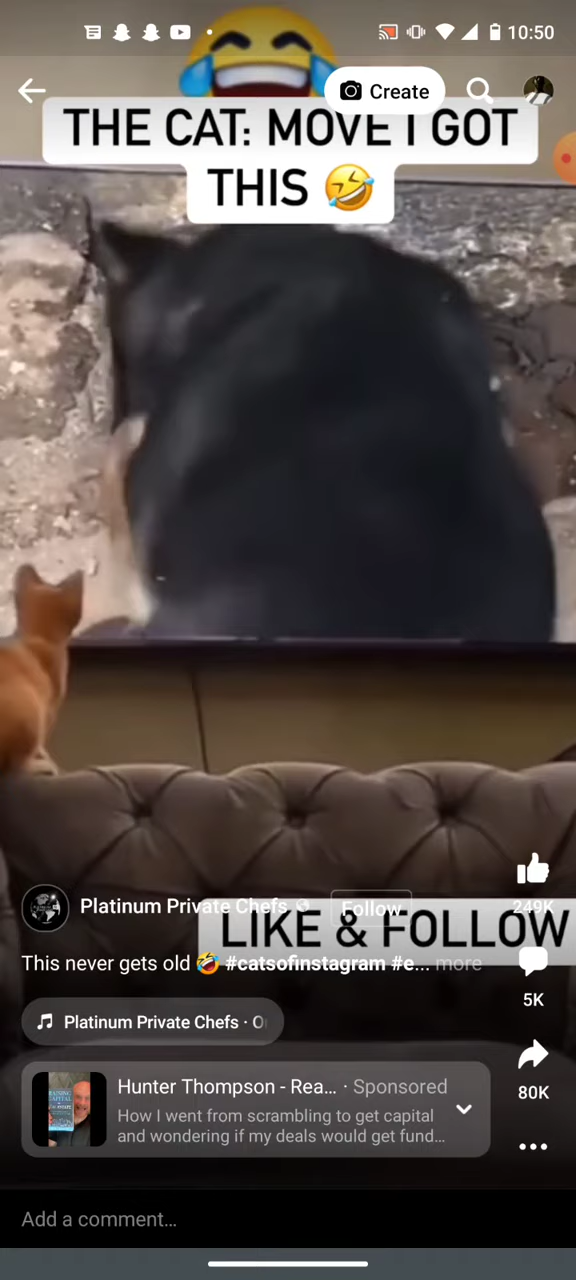 10:50
Create
THE CAT: MOVE I GOT
THIS 🤣
Platinum Private Chefs
Follow
249K
LIKE & FOLLOW
This never gets old 🤣 #catsofinstagram #e... more
5K
Platinum Private Chefs · O
80K
Hunter Thompson - Rea... · Sponsored
How I went from scrambling to get capital
and wondering if my deals would get fund...
Add a comment...